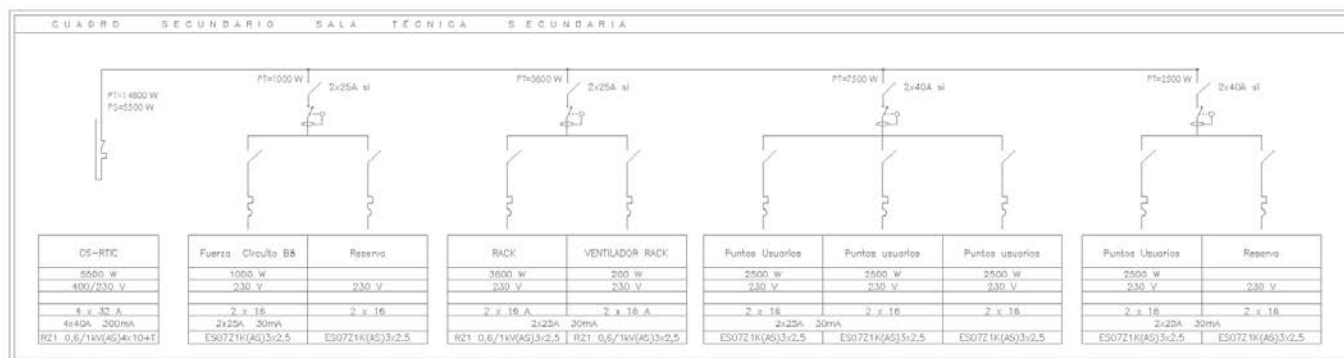 CUADRO SECUNDARIO SALA TÉCNICA SECUNDARIA
PT=1000 W
PT=3800 W
PT=7500 W
PT=2500 W
2x25A si
2x25A si
2x40A si
2x40A si
PT=14800 W
PS=5500 W
CS-RTIC
5500 W
400/230 V
4 x 32 A
4x40A 300mA
RZ1 0,6/1kV(AS)4x10+T
Fuerza Circuito BB Reserva
1000 W
230 V 230 V
2 x 16 2 x 16
2x25A 30mA
ES07Z1K(AS)3x2.5 ES07Z1K(AS)3x2.5
RACK VENTILADOR RACK
3600 W 200 W
230 V 230 V
2 x 16 A 2 x 16 A
2x25A 30mA
RZ1 0,6/1kV(AS)3x2,5 RZ1 0,6/1kV(AS)3x2,5
Puntos Usuarios Puntos usuarios Puntos usuarios
2500 W 2500 W 2500 W
230 V 230 V 230 V
2 x 16 2 x 16 2 x 16
2x25A 30mA
ES07Z1K(AS)3x2.5 ES07Z1K(AS)3x2.5 ES07Z1K(AS)3x2.5
Puntos Usuarios Reserva
2500 W
230 V 230 V
2 x 16 2 x 16
2x25A 30mA
ES07Z1K(AS)3x2.5 ES07Z1K(AS)3x2.5